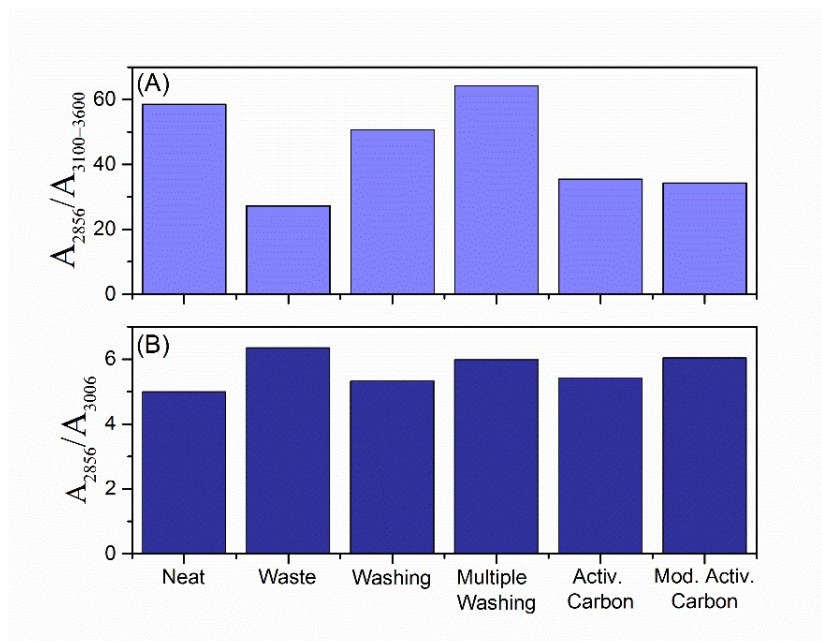 (A)
A2856/A3100–3600
60
40
20
0
(B)
A2856/A3006
6
4
2
0
Neat Waste Washing Multiple Activ. Mod. Activ.
Washing Carbon Carbon